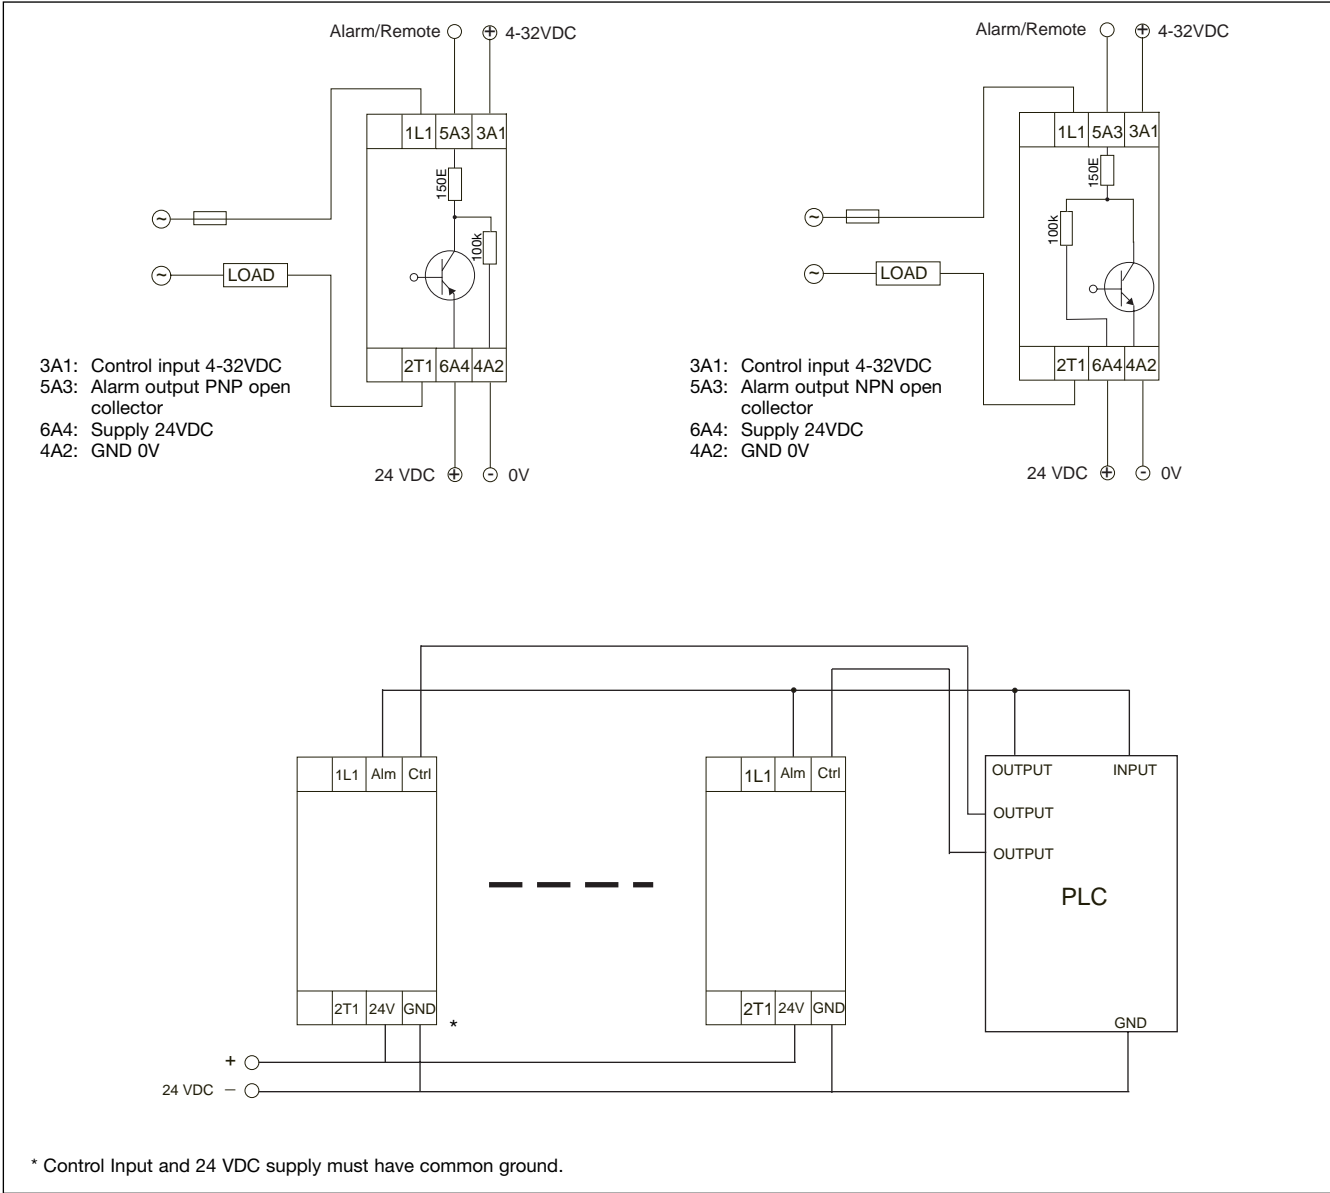 Alarm/Remote + 4-32VDC
1L1 5A3 3A1
150E
100k
~
~ LOAD
2T1 6A4 4A2
3A1: Control input 4-32VDC
5A3: Alarm output PNP open
collector
6A4: Supply 24VDC
4A2: GND 0V
24 VDC + - 0V
Alarm/Remote + 4-32VDC
1L1 5A3 3A1
150E
100k
~
~ LOAD
2T1 6A4 4A2
3A1: Control input 4-32VDC
5A3: Alarm output NPN open
collector
6A4: Supply 24VDC
4A2: GND 0V
24 VDC + - 0V
1L1 Alm Ctrl
2T1 24V GND
*
1L1 Alm Ctrl
2T1 24V GND
OUTPUT INPUT
OUTPUT
OUTPUT
PLC
GND
+
24 VDC –
* Control Input and 24 VDC supply must have common ground.